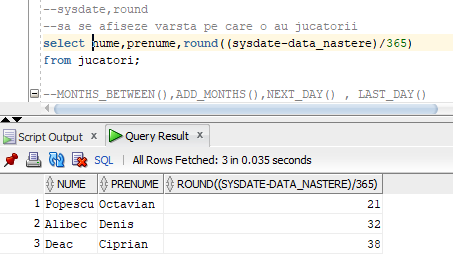 --sysdate,round
--sa se afiseze varsta pe care o au jucatorii
select nume,prenume,round((sysdate-data_nastere)/365)
from jucatori;
--MONTHS_BETWEEN(),ADD_MONTHS(),NEXT_DAY() , LAST_DAY()
Script Output x Query Result x
SQL | All Rows Fetched: 3 in 0.035 seconds
NUME PRENUME ROUND((SYSDATE-DATA_NASTERE)/365)
1 Popescu Octavian 21
2 Alibec Denis 32
3 Deac Ciprian 38